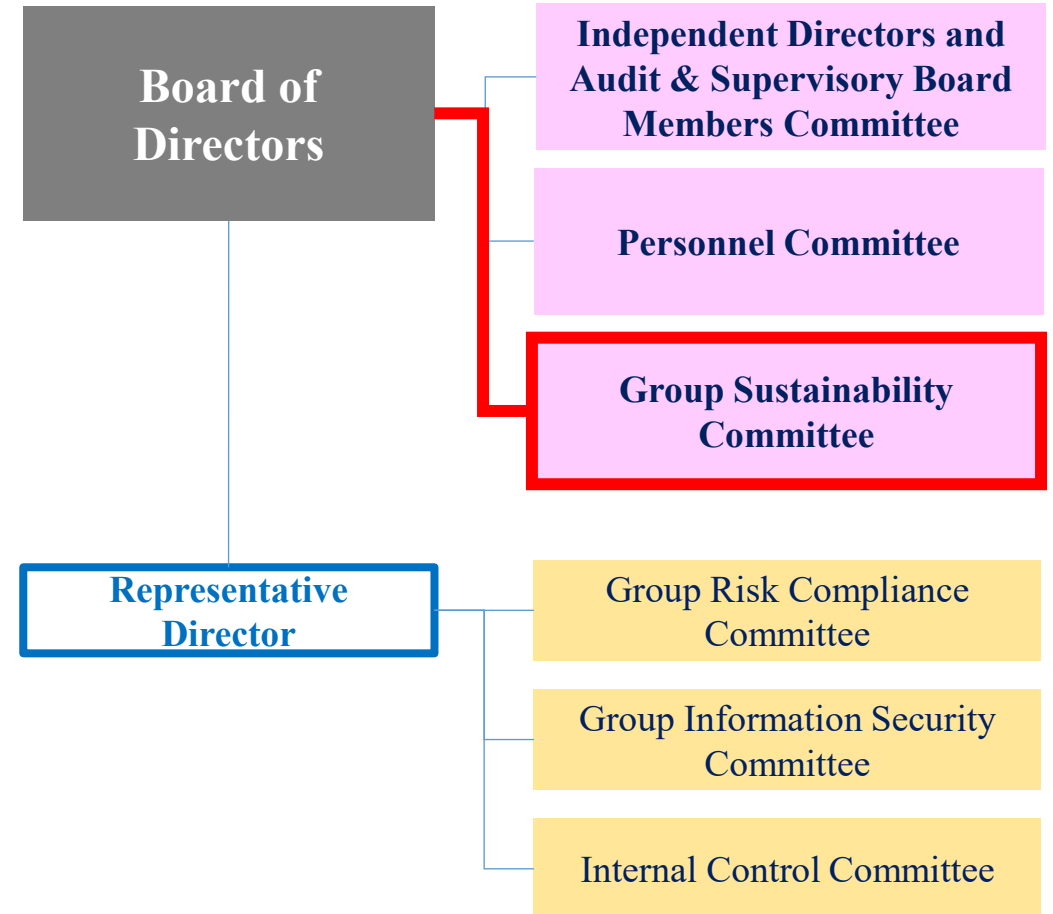 Board of
Directors
Independent Directors and
Audit & Supervisory Board
Members Committee
Personnel Committee
Group Sustainability
Committee
Representative
Director
Group Risk Compliance
Committee
Group Information Security
Committee
Internal Control Committee